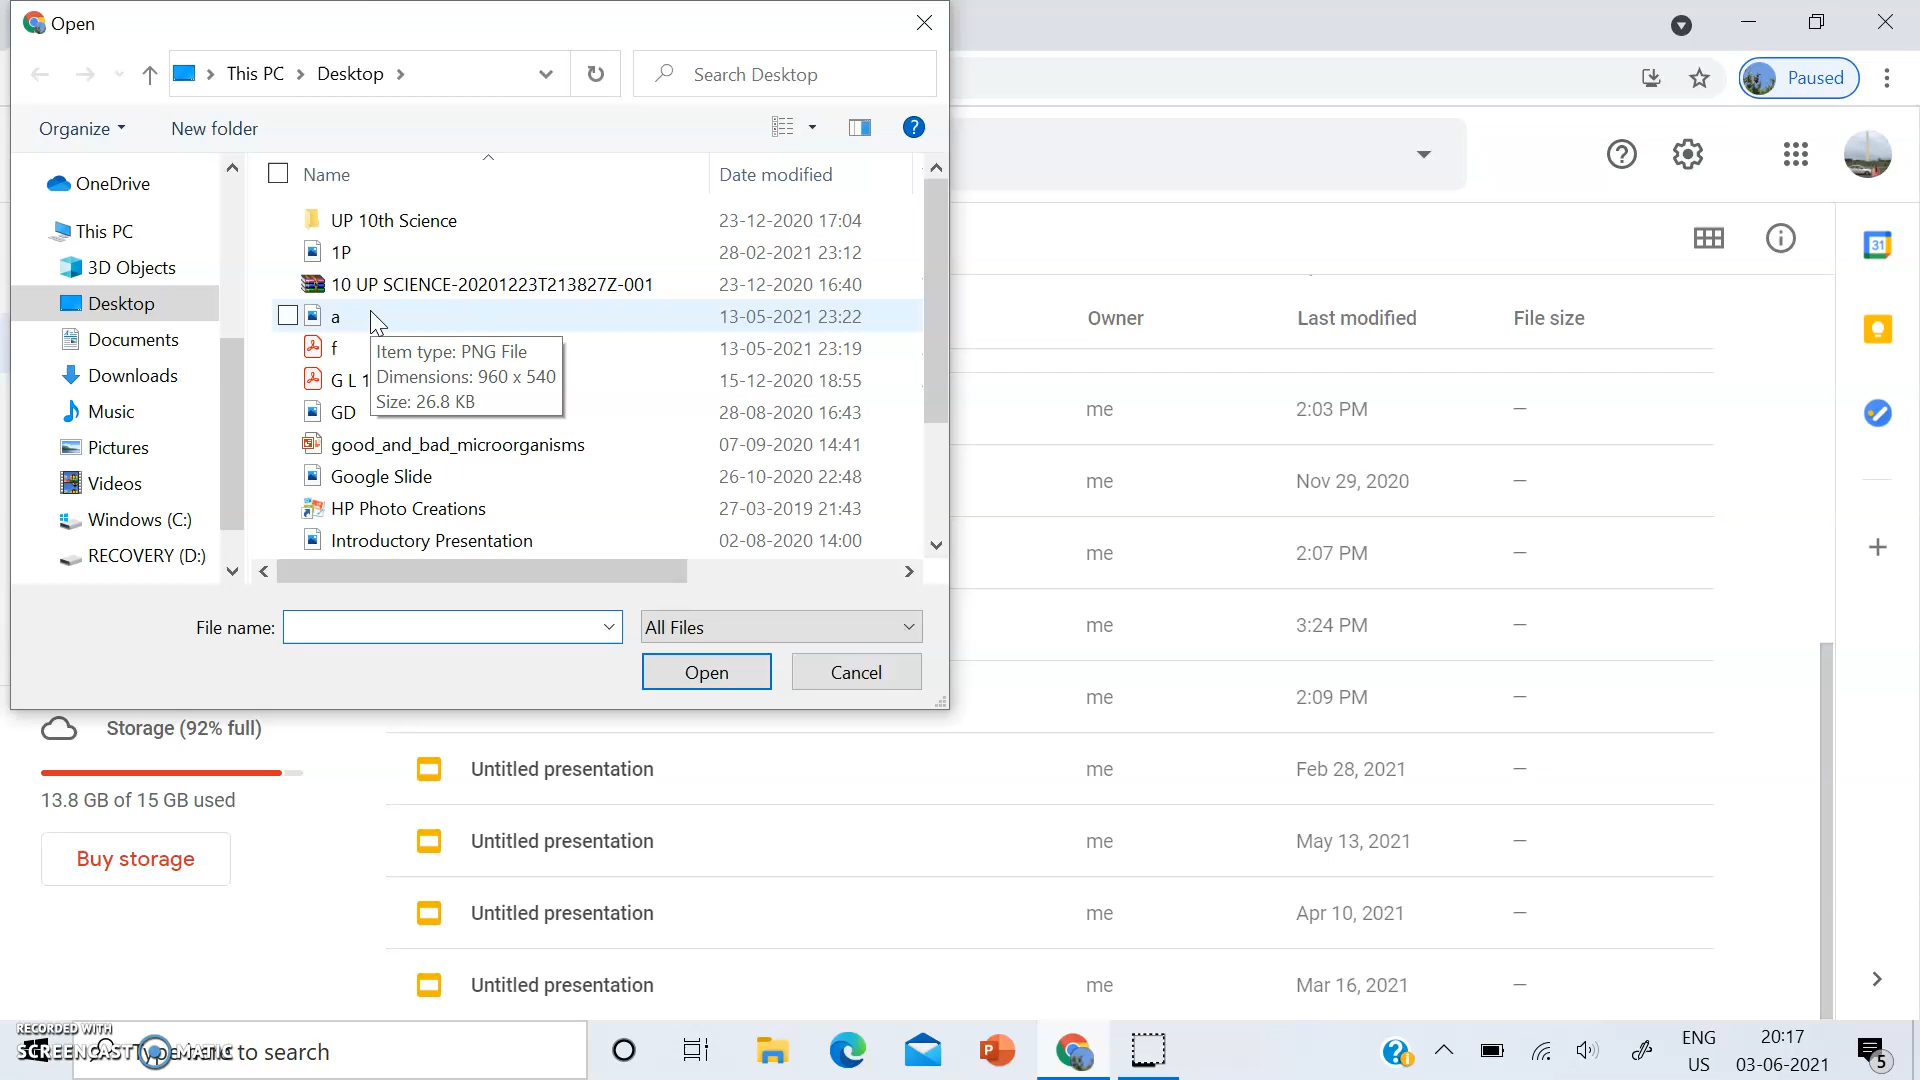 Open
This PC
Desktop
Search Desktop
Paused
Organize
New folder
Name
Date modified
OneDrive
This PC
3D Objects
Desktop
Documents
Downloads
Music
Pictures
Videos
Windows (C:)
RECOVERY (D:)
UP 10th Science 23-12-2020 17:04
1P 28-02-2021 23:12
10 UP SCIENCE-20201223T213827Z-001 23-12-2020 16:40
a 13-05-2021 23:22
f 13-05-2021 23:19
G L 1 15-12-2020 18:55
GD 28-08-2020 16:43
good_and_bad_microorganisms 07-09-2020 14:41
Google Slide 26-10-2020 22:48
HP Photo Creations 27-03-2019 21:43
Introductory Presentation 02-08-2020 14:00
Item type: PNG File
Dimensions: 960 x 540
Size: 26.8 KB
File name:
All Files
Open
Cancel
31
Owner Last modified File size
me 2:03 PM —
me Nov 29, 2020 —
me 2:07 PM —
me 3:24 PM —
me 2:09 PM —
Untitled presentation me Feb 28, 2021 —
Untitled presentation me May 13, 2021 —
Untitled presentation me Apr 10, 2021 —
Untitled presentation me Mar 16, 2021 —
Storage (92% full)
13.8 GB of 15 GB used
Buy storage
RECORDED WITH
SCREENCAST MATIC
Type here to search
ENG
US
20:17
03-06-2021
5